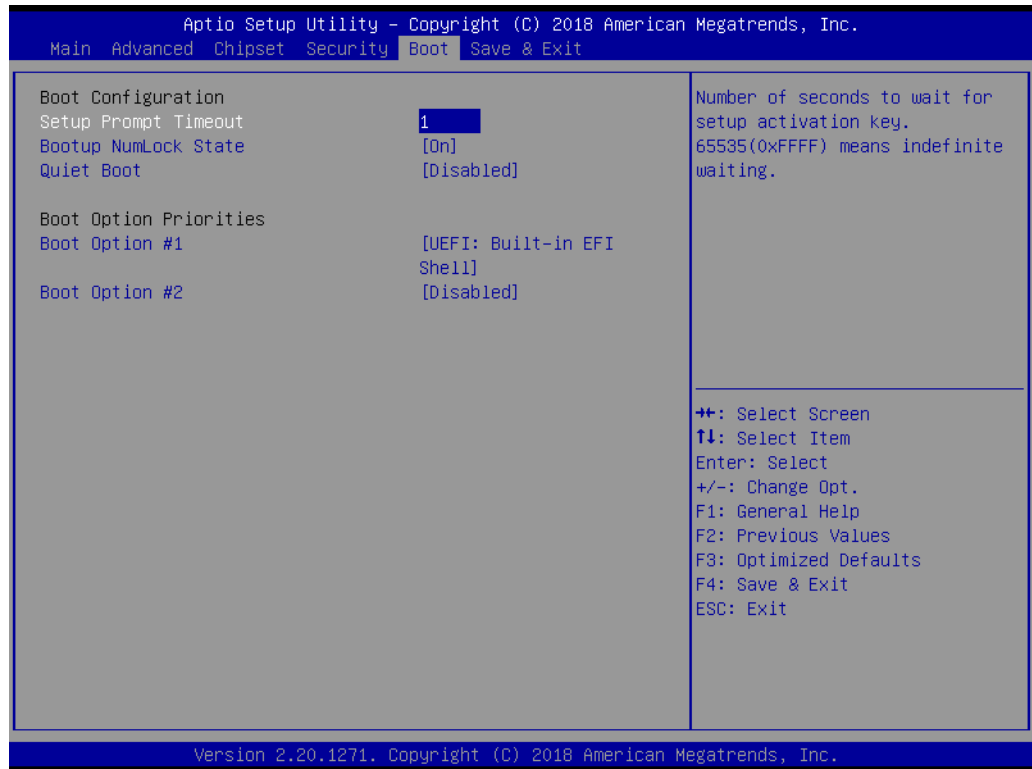 Aptio Setup Utility – Copyright (C) 2018 American Megatrends, Inc.
Main Advanced Chipset Security Boot Save & Exit
Boot Configuration
Setup Prompt Timeout 1
Bootup NumLock State [On]
Quiet Boot [Disabled]
Boot Option Priorities
Boot Option #1 [UEFI: Built-in EFI
Shell]
Boot Option #2 [Disabled]
Number of seconds to wait for
setup activation key.
65535(0xFFFF) means indefinite
waiting.
→←: Select Screen
↑↓: Select Item
Enter: Select
+/-: Change Opt.
F1: General Help
F2: Previous Values
F3: Optimized Defaults
F4: Save & Exit
ESC: Exit
Version 2.20.1271. Copyright (C) 2018 American Megatrends, Inc.